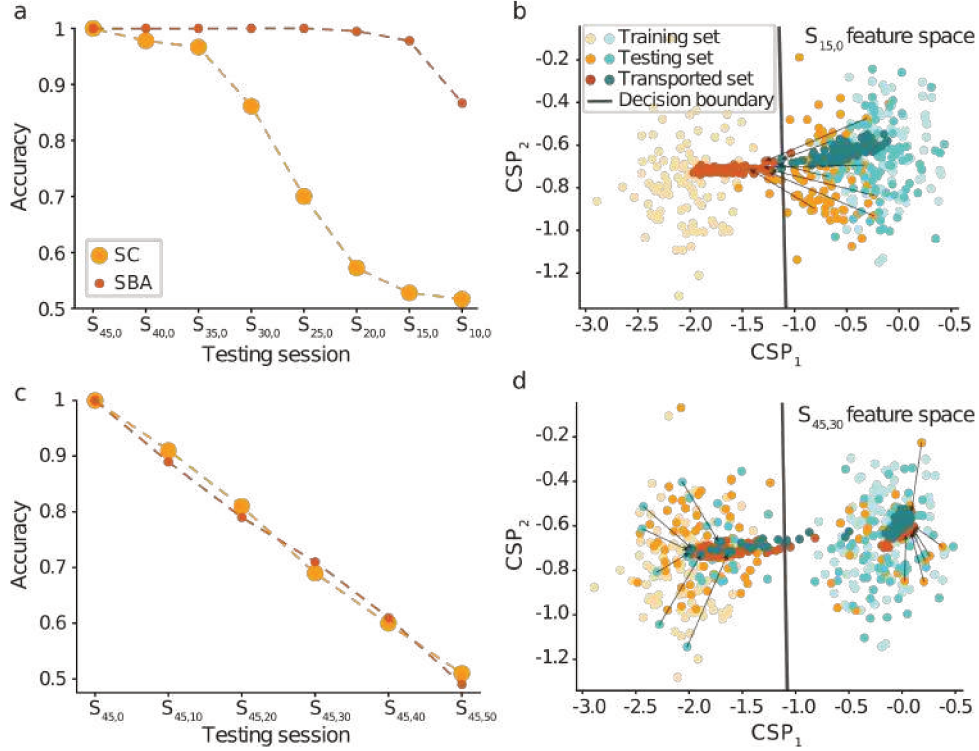 a
1
0.9
0.8
0.7
0.6
0.5
Accuracy
SC
SBA
S45,0 S40,0 S35,0 S30,0 S25,0 S20,0 S15,0 S10,0
Testing session
b
Training set
Testing set
Transported set
Decision boundary
S15,0 feature space
-0.2
-0.4
-0.6
-0.8
-1.0
-1.2
CSP2
-3.0 -2.5 -2.0 -1.5 -1.0 -0.5 -0.0 0.5
CSP1
c
1
0.9
0.8
0.7
0.6
0.5
Accuracy
S45,0 S45,10 S45,20 S45,30 S45,40 S45,50
Testing session
d
S45,30 feature space
-0.2
-0.4
-0.6
-0.8
-1.0
-1.2
CSP2
-3.0 -2.5 -2.0 -1.5 -1.0 -0.5 -0.0 0.5
CSP1